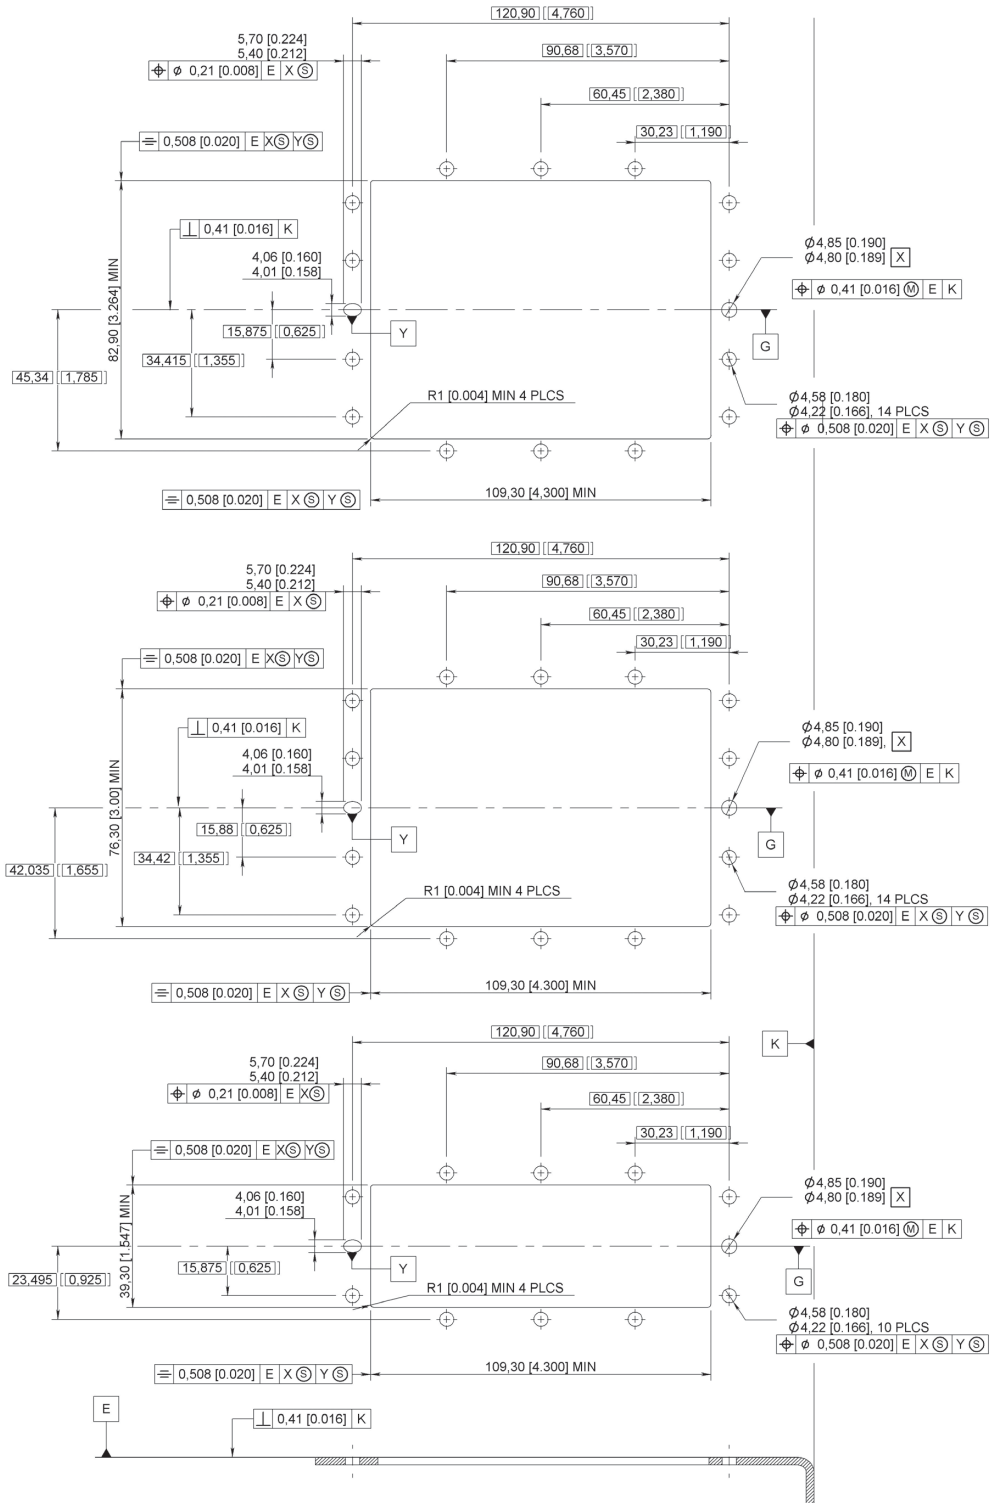 120,90 [4,760]
5,70 [0.224]
5,40 [0.212]
90,68 [3,570]
⌖ ø 0,21 [0.008] E X Ⓢ
60,45 [2,380]
30,23 [1,190]
⌯ 0,508 [0.020] E XⓈ YⓈ
⊥ 0,41 [0.016] K
82,90 [3.264] MIN
4,06 [0.160]
4,01 [0.158]
Ø4,85 [0.190]
Ø4,80 [0.189] X
⌖ ø 0,41 [0.016] Ⓜ E K
15,875 [0,625]
Y
G
34,415 [1,355]
45,34 [1,785]
R1 [0.004] MIN 4 PLCS
Ø4,58 [0.180]
Ø4,22 [0.166], 14 PLCS
⌖ ø 0,508 [0.020] E X Ⓢ Y Ⓢ
⌯ 0,508 [0.020] E X Ⓢ Y Ⓢ
109,30 [4,300] MIN
120,90 [4,760]
5,70 [0.224]
5,40 [0.212]
90,68 [3,570]
⌖ ø 0,21 [0.008] E XⓈ
60,45 [2,380]
30,23 [1,190]
⌯ 0,508 [0.020] E XⓈ YⓈ
⊥ 0,41 [0.016] K
76,30 [3.00] MIN
4,06 [0.160]
4,01 [0.158]
Ø4,85 [0.190]
Ø4,80 [0.189], X
⌖ ø 0,41 [0.016] Ⓜ E K
15,88 [0,625]
Y
G
34,42 [1,355]
42,035 [1,655]
R1 [0.004] MIN 4 PLCS
Ø4,58 [0.180]
Ø4,22 [0.166], 14 PLCS
⌖ ø 0,508 [0.020] E X Ⓢ Y Ⓢ
⌯ 0,508 [0.020] E X Ⓢ Y Ⓢ
109,30 [4.300] MIN
120,90 [4,760]
K
5,70 [0.224]
5,40 [0.212]
90,68 [3,570]
⌖ ø 0,21 [0.008] E XⓈ
60,45 [2,380]
30,23 [1,190]
⌯ 0,508 [0.020] E XⓈ YⓈ
39,30 [1.547] MIN
4,06 [0.160]
4,01 [0.158]
Ø4,85 [0.190]
Ø4,80 [0.189] X
⌖ ø 0,41 [0.016] Ⓜ E K
15,875 [0,625]
Y
G
23,495 [0,925]
R1 [0.004] MIN 4 PLCS
Ø4,58 [0.180]
Ø4,22 [0.166], 10 PLCS
⌖ ø 0,508 [0.020] E X Ⓢ Y Ⓢ
⌯ 0,508 [0.020] E X Ⓢ Y Ⓢ
109,30 [4.300] MIN
E
⊥ 0,41 [0.016] K